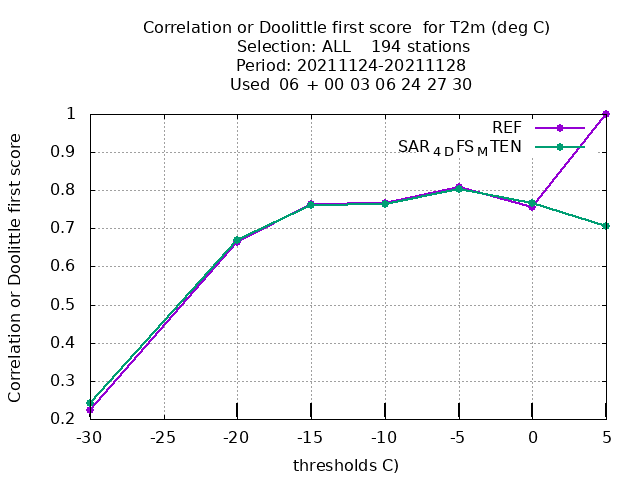 Correlation or Doolittle first score  for T2m (deg C)
Selection: ALL    194 stations
Period: 20211124-20211128
Used  06  + 00 03 06 24 27 30
Correlation or Doolittle first score
REF
SAR4DFSMTEN
1
0.9
0.8
0.7
0.6
0.5
0.4
0.3
0.2
-30 -25 -20 -15 -10 -5 0 5
thresholds C)